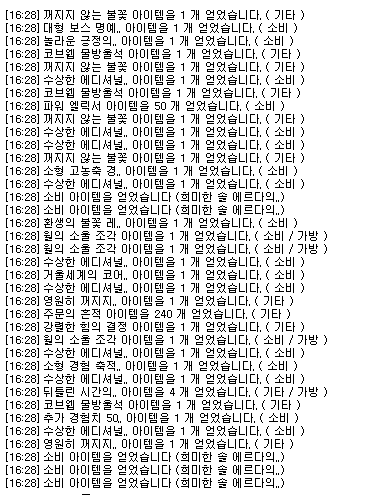 [16:28] 꺼지지 않는 불꽃 아이템을 1 개 얻었습니다. ( 기타 )
[16:28] 대형 보스 명예.. 아이템을 1 개 얻었습니다. ( 소비 )
[16:28] 놀라운 긍정의.. 아이템을 1 개 얻었습니다. ( 소비 )
[16:28] 코브웹 물방울석 아이템을 1 개 얻었습니다. ( 기타 )
[16:28] 꺼지지 않는 불꽃 아이템을 1 개 얻었습니다. ( 기타 )
[16:28] 수상한 에디셔널.. 아이템을 1 개 얻었습니다. ( 소비 )
[16:28] 코브웹 물방울석 아이템을 1 개 얻었습니다. ( 기타 )
[16:28] 파워 엘릭서 아이템을 50 개 얻었습니다. ( 소비 )
[16:28] 꺼지지 않는 불꽃 아이템을 1 개 얻었습니다. ( 기타 )
[16:28] 수상한 에디셔널.. 아이템을 1 개 얻었습니다. ( 소비 )
[16:28] 수상한 에디셔널.. 아이템을 1 개 얻었습니다. ( 소비 )
[16:28] 꺼지지 않는 불꽃 아이템을 1 개 얻었습니다. ( 기타 )
[16:28] 소형 고농축 경.. 아이템을 1 개 얻었습니다. ( 소비 )
[16:28] 수상한 에디셔널.. 아이템을 1 개 얻었습니다. ( 소비 )
[16:28] 소비 아이템을 얻었습니다 (희미한 솔 에르다의..)
[16:28] 소비 아이템을 얻었습니다 (희미한 솔 에르다의..)
[16:28] 환생의 불꽃 레.. 아이템을 1 개 얻었습니다. ( 소비 )
[16:28] 윌의 소울 조각 아이템을 1 개 얻었습니다. ( 소비 / 가방 )
[16:28] 윌의 소울 조각 아이템을 1 개 얻었습니다. ( 소비 / 가방 )
[16:28] 수상한 에디셔널.. 아이템을 1 개 얻었습니다. ( 소비 )
[16:28] 거울세계의 코어.. 아이템을 1 개 얻었습니다. ( 소비 )
[16:28] 수상한 에디셔널.. 아이템을 1 개 얻었습니다. ( 소비 )
[16:28] 영원히 꺼지지.. 아이템을 1 개 얻었습니다. ( 기타 )
[16:28] 주문의 흔적 아이템을 240 개 얻었습니다. ( 기타 )
[16:28] 강렬한 힘의 결정 아이템을 1 개 얻었습니다. ( 기타 )
[16:28] 윌의 소울 조각 아이템을 1 개 얻었습니다. ( 소비 / 가방 )
[16:28] 수상한 에디셔널.. 아이템을 1 개 얻었습니다. ( 소비 )
[16:28] 소형 경험 축적.. 아이템을 1 개 얻었습니다. ( 소비 )
[16:28] 수상한 에디셔널.. 아이템을 1 개 얻었습니다. ( 소비 )
[16:28] 뒤틀린 시간의.. 아이템을 4 개 얻었습니다. ( 기타 / 가방 )
[16:28] 코브웹 물방울석 아이템을 1 개 얻었습니다. ( 기타 )
[16:28] 추가 경험치 50.. 아이템을 1 개 얻었습니다. ( 소비 )
[16:28] 수상한 에디셔널.. 아이템을 1 개 얻었습니다. ( 소비 )
[16:28] 영원히 꺼지지.. 아이템을 1 개 얻었습니다. ( 기타 )
[16:28] 소비 아이템을 얻었습니다 (희미한 솔 에르다의..)
[16:28] 소비 아이템을 얻었습니다 (희미한 솔 에르다의..)
[16:28] 소비 아이템을 얻었습니다 (희미한 솔 에르다의..)